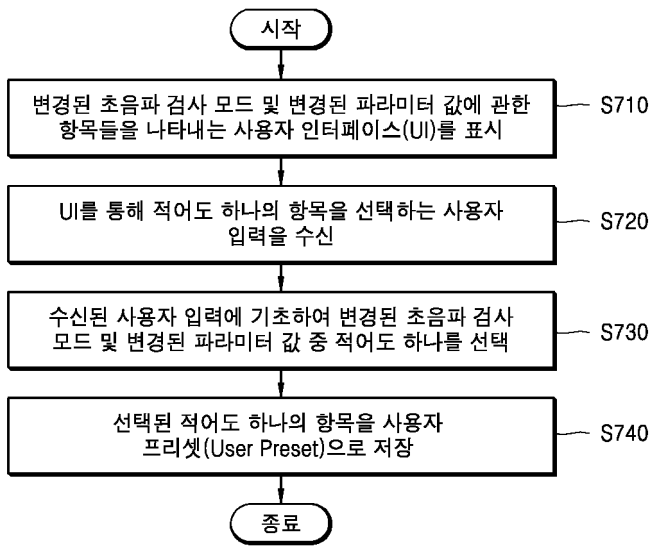 시작
변경된 초음파 검사 모드 및 변경된 파라미터 값에 관한
항목들을 나타내는 사용자 인터페이스(UI)를 표시
S710
UI를 통해 적어도 하나의 항목을 선택하는 사용자
입력을 수신
S720
수신된 사용자 입력에 기초하여 변경된 초음파 검사
모드 및 변경된 파라미터 값 중 적어도 하나를 선택
S730
선택된 적어도 하나의 항목을 사용자
프리셋(User Preset)으로 저장
S740
종료